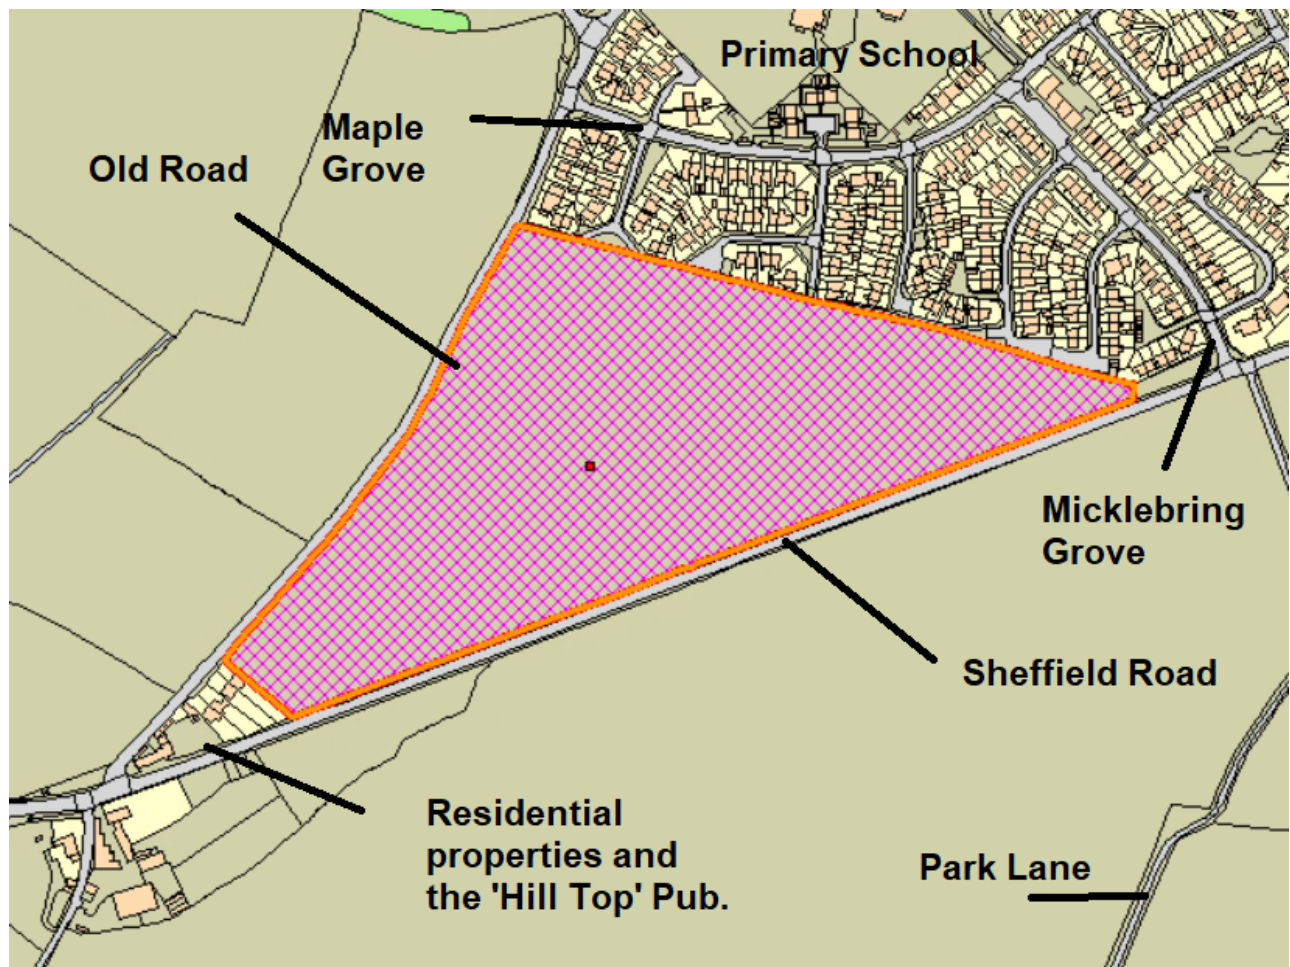 Primary School
Maple
Grove
Old Road
Micklebring
Grove
Sheffield Road
Residential
properties and
the 'Hill Top' Pub.
Park Lane